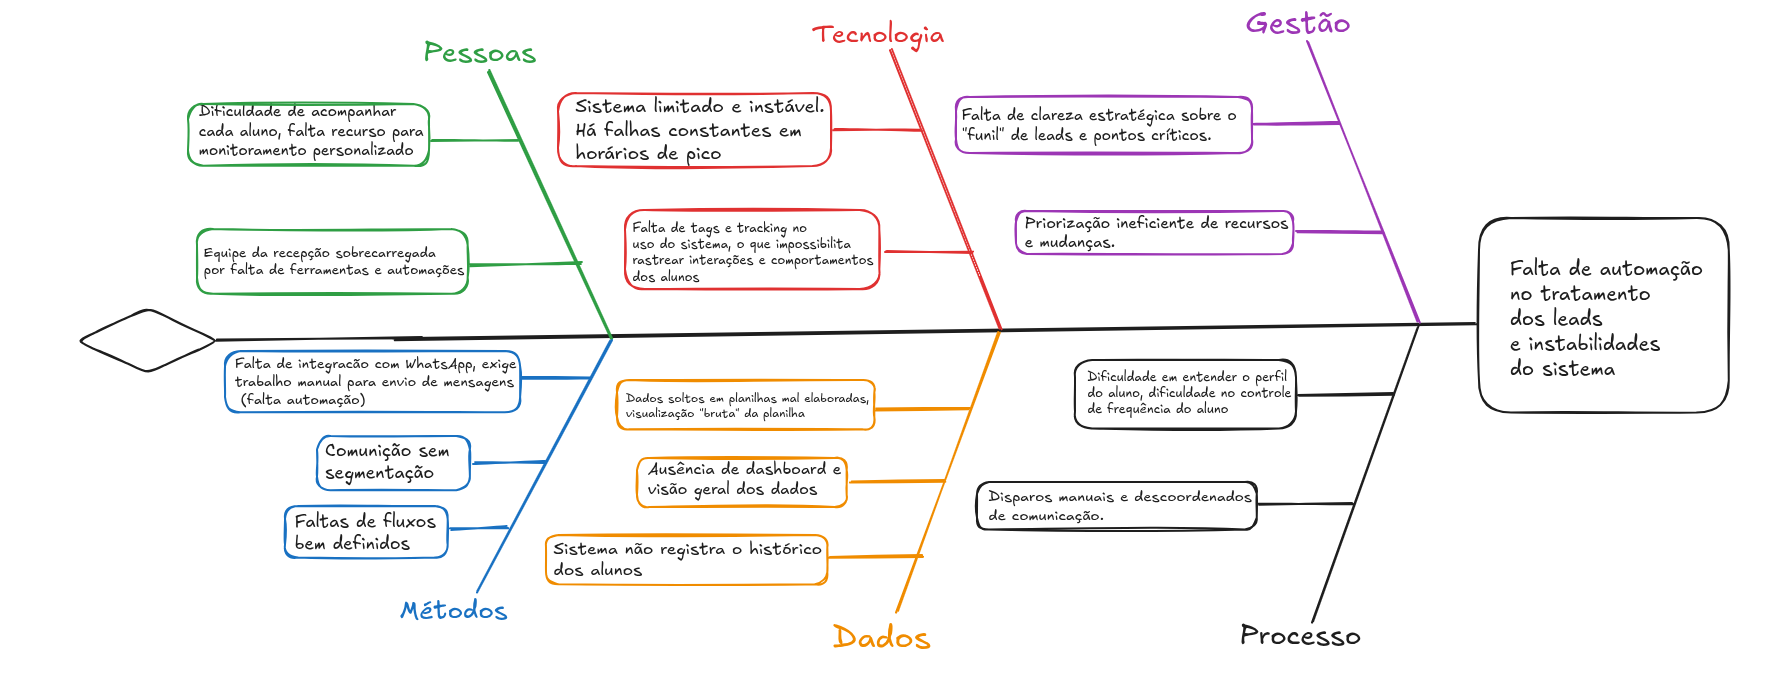 Pessoas
Dificuldade de acompanhar
cada aluno, falta recurso para
monitoramento personalizado
Equipe da recepção sobrecarregada
por falta de ferramentas e automações
Tecnologia
Sistema limitado e instável.
Há falhas constantes em
horários de pico
Falta de tags e tracking no
uso do sistema, o que impossibilita
rastrear interações e comportamentos
dos alunos
Gestão
Falta de clareza estratégica sobre o
"funil" de leads e pontos críticos.
Priorização ineficiente de recursos
e mudanças.
Falta de automação
no tratamento
dos leads
e instabilidades
do sistema
Falta de integracão com WhatsApp, exige
trabalho manual para envio de mensagens
(falta automação)
Comunição sem
segmentação
Faltas de fluxos
bem definidos
Métodos
Dados soltos em planilhas mal elaboradas,
visualização "bruta" da planilha
Ausência de dashboard e
visão geral dos dados
Sistema não registra o histórico
dos alunos
Dados
Dificuldade em entender o perfil
do aluno, dificuldade no controle
de frequência do aluno
Disparos manuais e descoordenados
de comunicação.
Processo